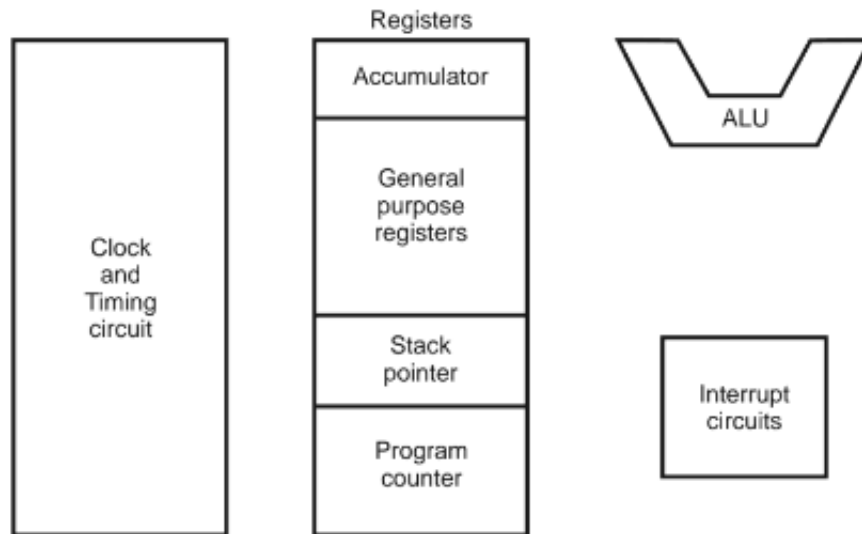 Registers
Accumulator
ALU
General
purpose
registers
Clock
and
Timing
circuit
Stack
pointer
Interrupt
circuits
Program
counter